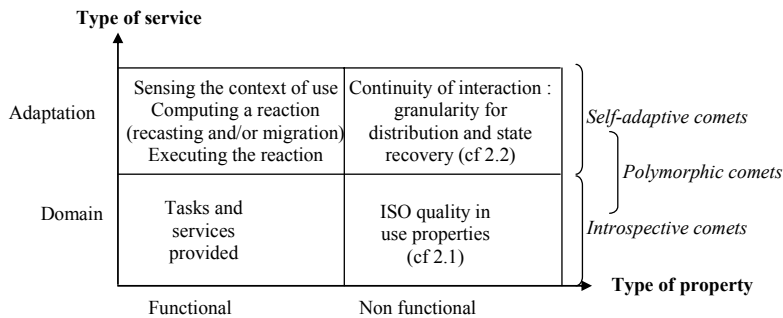 Type of service
Adaptation
Sensing the context of use
Computing a reaction
(recasting and/or migration)
Executing the reaction
Continuity of interaction :
granularity for
distribution and state
recovery (cf 2.2)
Self-adaptive comets
Polymorphic comets
Domain
Tasks and
services
provided
ISO quality in
use properties
(cf 2.1)
Introspective comets
Type of property
Functional
Non functional